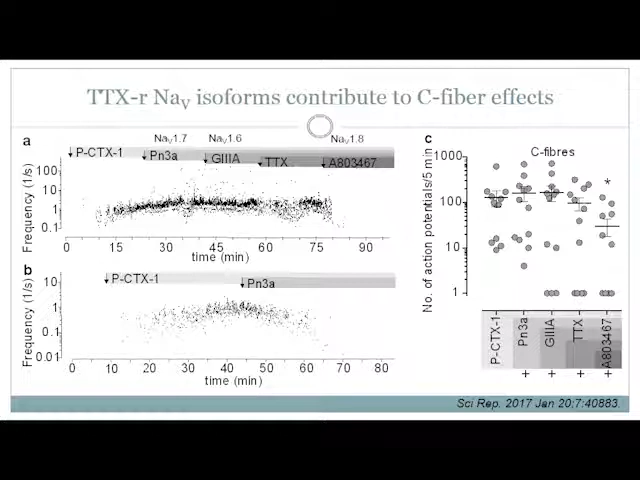 TTX-r NaV isoforms contribute to C-fiber effects
a
NaV1.7 NaV1.6 NaV1.8
P-CTX-1 Pn3a GIIIA TTX A803467
Frequency (1/s)
100
10
1
0.1
0 15 30 45 60 75 90
time (min)
b
P-CTX-1 Pn3a
Frequency (1/s)
10
1
0.1
0.01
0 10 20 30 40 50 60 70 80
time (min)
c
C-fibres
No. of action potentials/5 min
1000
100
10
1
*
P-CTX-1 Pn3a GIIIA TTX A803467
+ + + +
Sci Rep. 2017 Jan 20;7:40883.